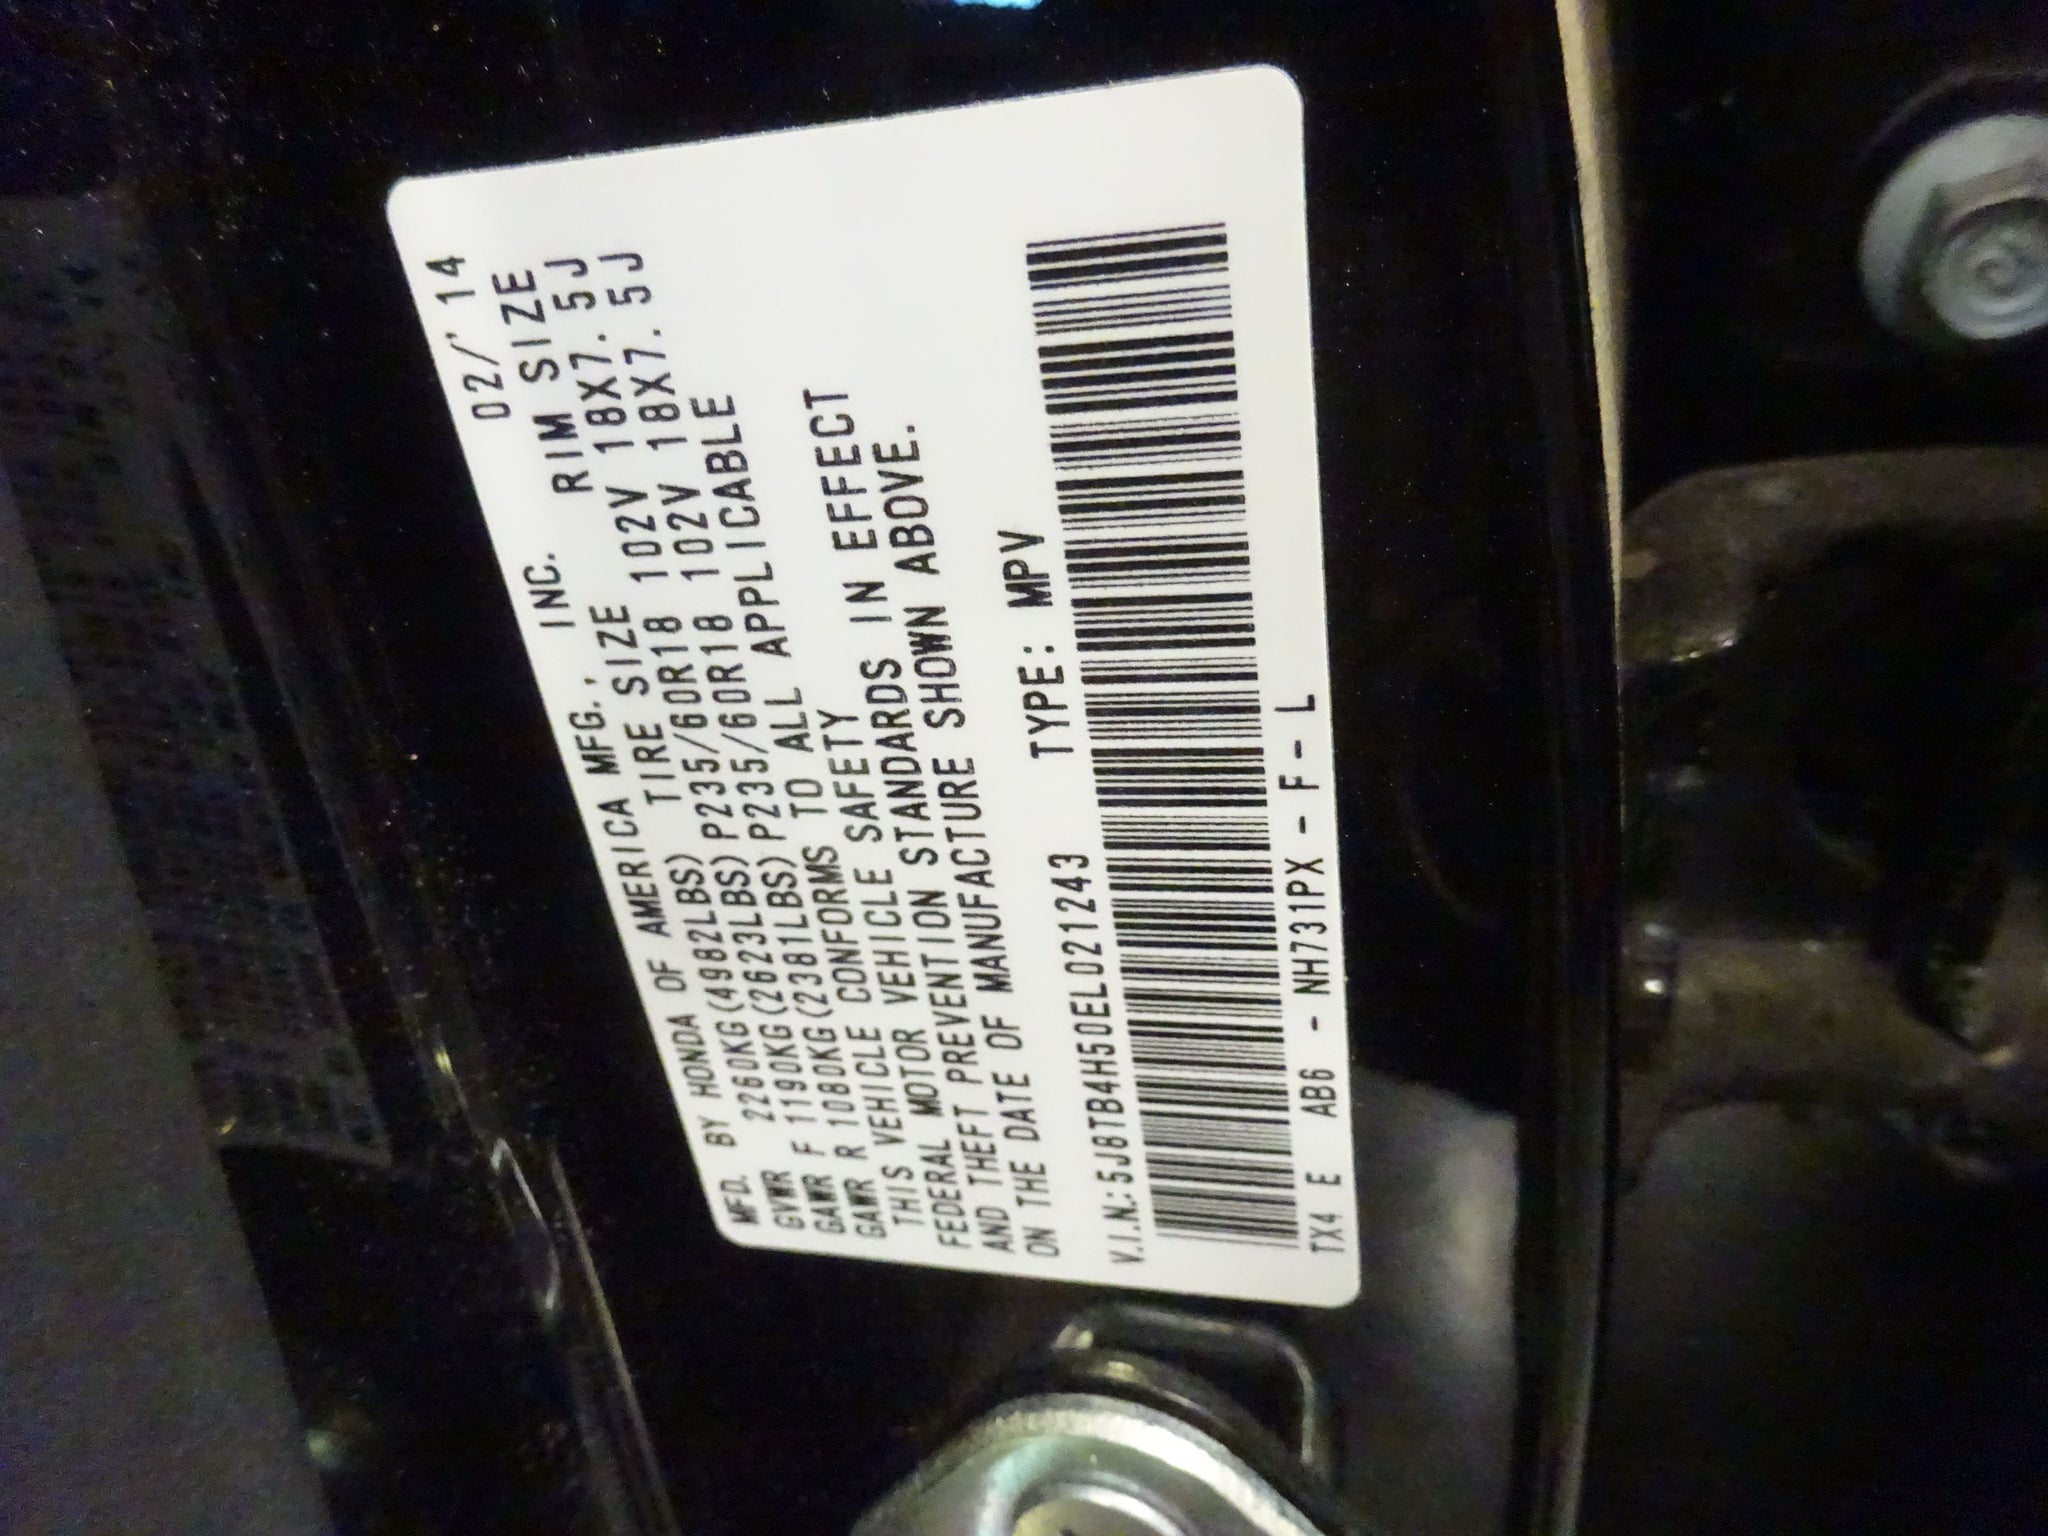 MFD. BY HONDA OF AMERICA MFG., INC. 02/'14
GVWR 2260KG(4982LBS) TIRE SIZE RIM SIZE
GAWR F 1190KG(2623LBS)P235/60R18 102V 18X7.5J
GAWR R 1080KG(2381LBS)P235/60R18 102V 18X7.5J
THIS VEHICLE CONFORMS TO ALL APPLICABLE
FEDERAL MOTOR VEHICLE SAFETY
AND THEFT PREVENTION STANDARDS IN EFFECT
ON THE DATE OF MANUFACTURE SHOWN ABOVE.
V.I.N.:5J8TB4H50EL021243 TYPE: MPV
TX4 E AB6 - NH731PX - F - L